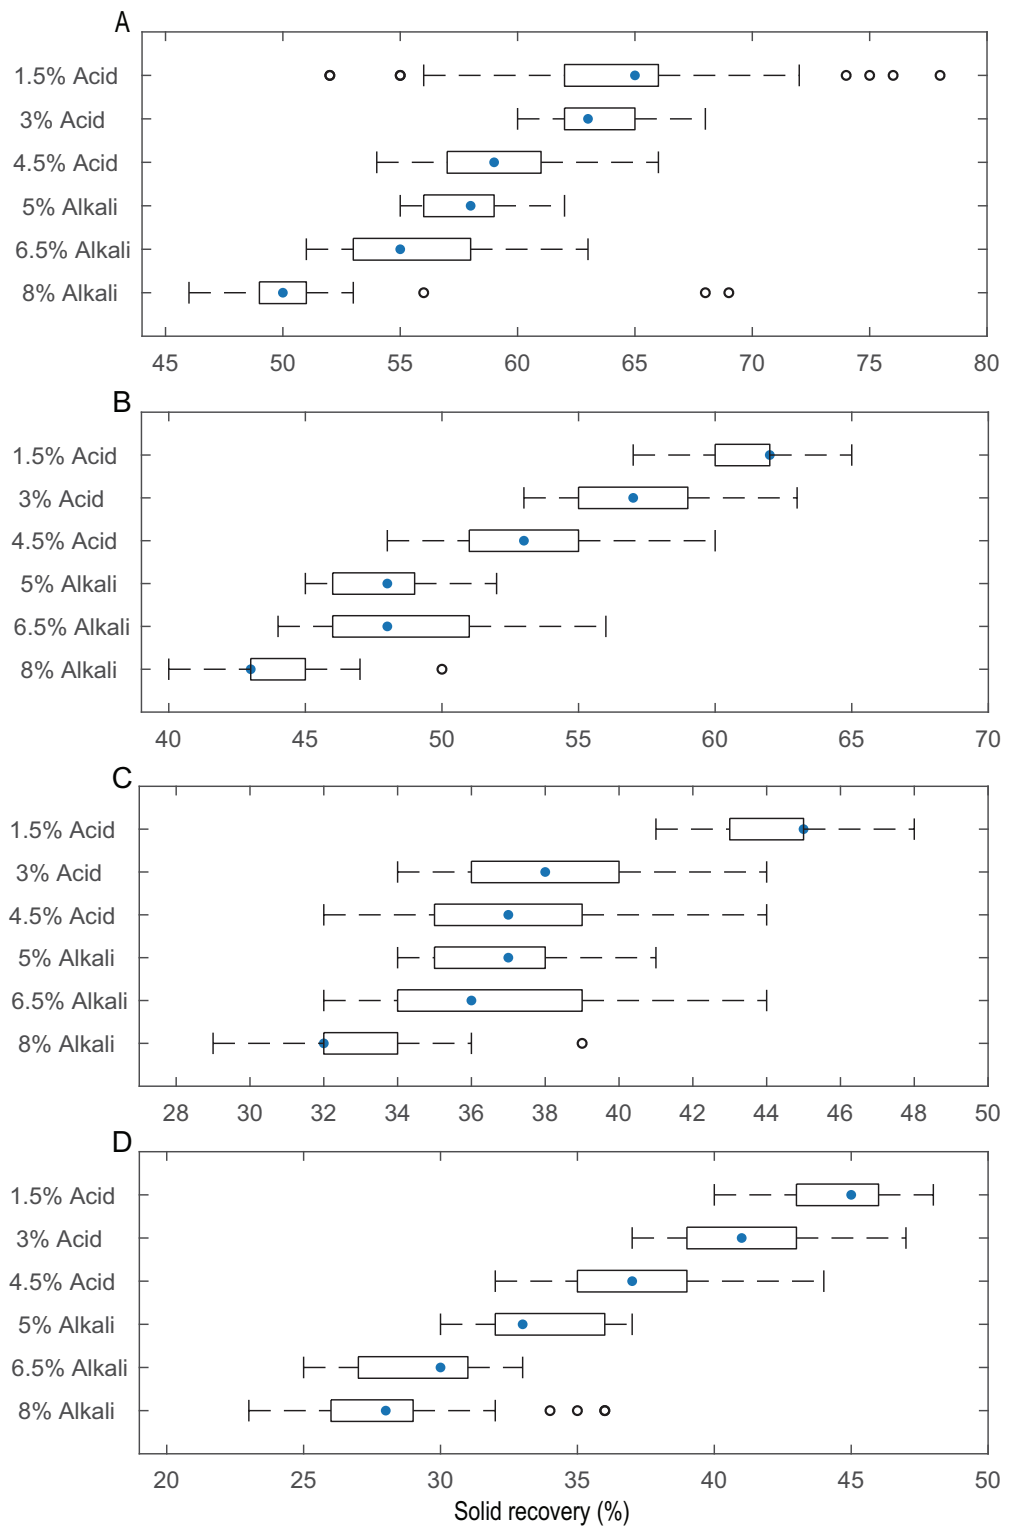 A
1.5% Acid
3% Acid
4.5% Acid
5% Alkali
6.5% Alkali
8% Alkali
45 50 55 60 65 70 75 80
B
1.5% Acid
3% Acid
4.5% Acid
5% Alkali
6.5% Alkali
8% Alkali
40 45 50 55 60 65 70
C
1.5% Acid
3% Acid
4.5% Acid
5% Alkali
6.5% Alkali
8% Alkali
28 30 32 34 36 38 40 42 44 46 48 50
D
1.5% Acid
3% Acid
4.5% Acid
5% Alkali
6.5% Alkali
8% Alkali
20 25 30 35 40 45 50
Solid recovery (%)